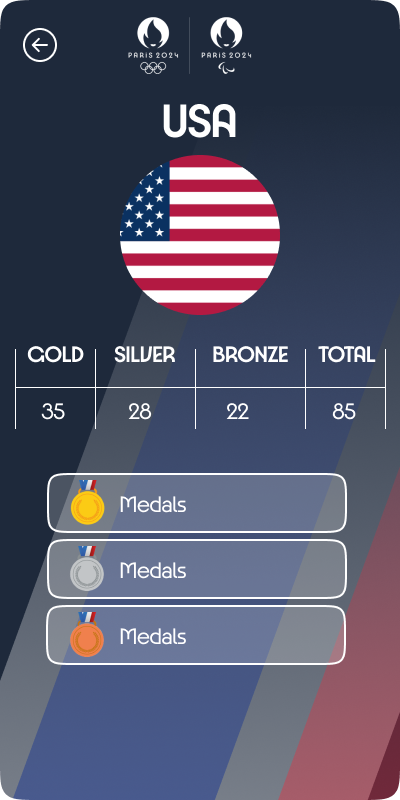 PARIS 2024 PARIS 2024
USA
GOLD SILVER BRONZE TOTAL
35 28 22 85
Medals
Medals
Medals